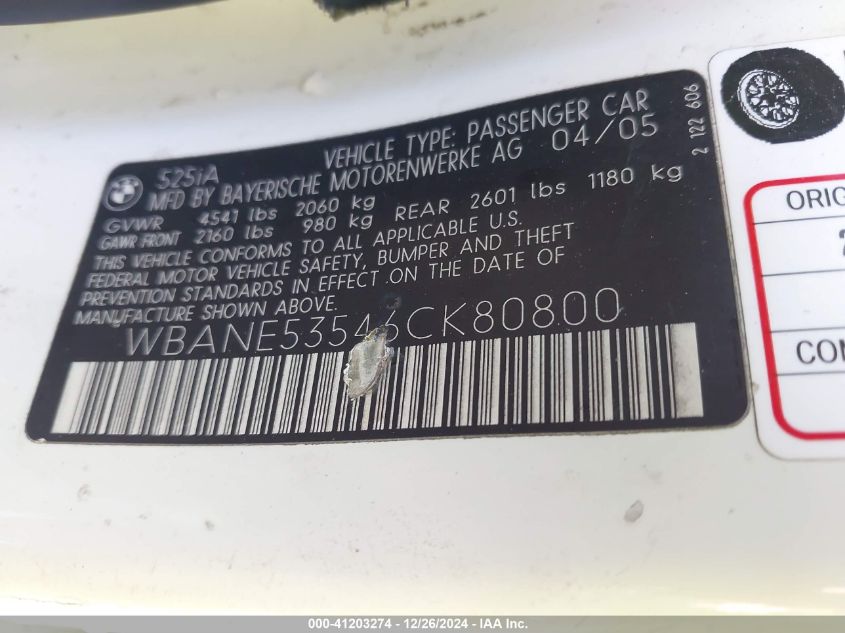 525iA
VEHICLE TYPE: PASSENGER CAR
MFD BY BAYERISCHE MOTORENWERKE AG 04/05
GVWR 4541 lbs 2060 kg
GAWR FRONT 2160 lbs 980 kg REAR 2601 lbs 1180 kg
THIS VEHICLE CONFORMS TO ALL APPLICABLE U.S.
FEDERAL MOTOR VEHICLE SAFETY, BUMPER AND THEFT
PREVENTION STANDARDS IN EFFECT ON THE DATE OF
MANUFACTURE SHOWN ABOVE.
WBANE53546CK80800
2 122 606
ORIG
CON
000-41203274 - 12/26/2024 - IAA Inc.